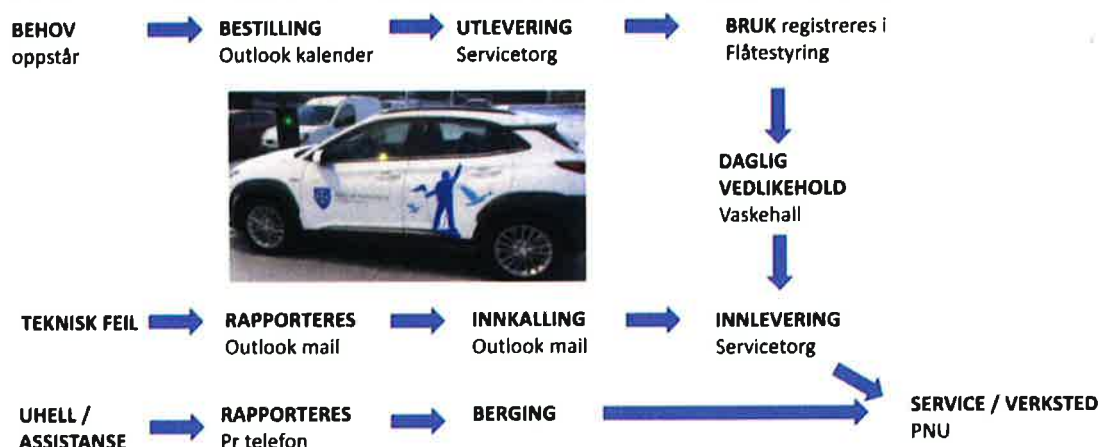 BEHOV
oppstår
BESTILLING
Outlook kalender
UTLEVERING
Servicetorg
BRUK registreres i
Flåtestyring
DAGLIG
VEDLIKEHOLD
Vaskehall
TEKNISK FEIL
RAPPORTERES
Outlook mail
INNKALLING
Outlook mail
INNLEVERING
Servicetorg
UHELL /
ASSISTANSE
RAPPORTERES
Pr telefon
BERGING
SERVICE / VERKSTED
PNU